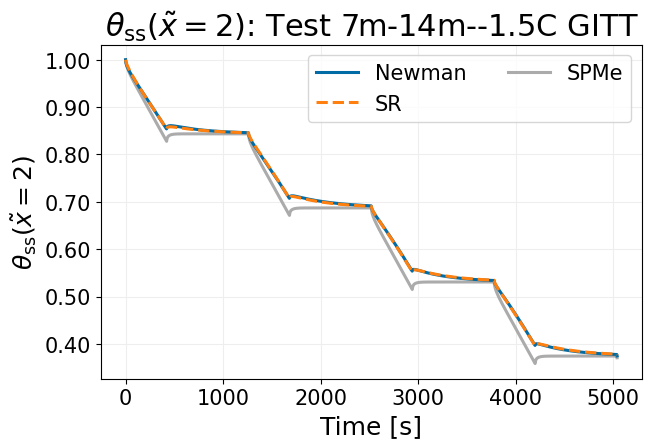 θss(x̃ = 2): Test 7m-14m--1.5C GITT
Newman
SR
SPMe
1.00
0.90
0.80
0.70
0.60
0.50
0.40
θss(x̃ = 2)
0
1000
2000
3000
4000
5000
Time [s]